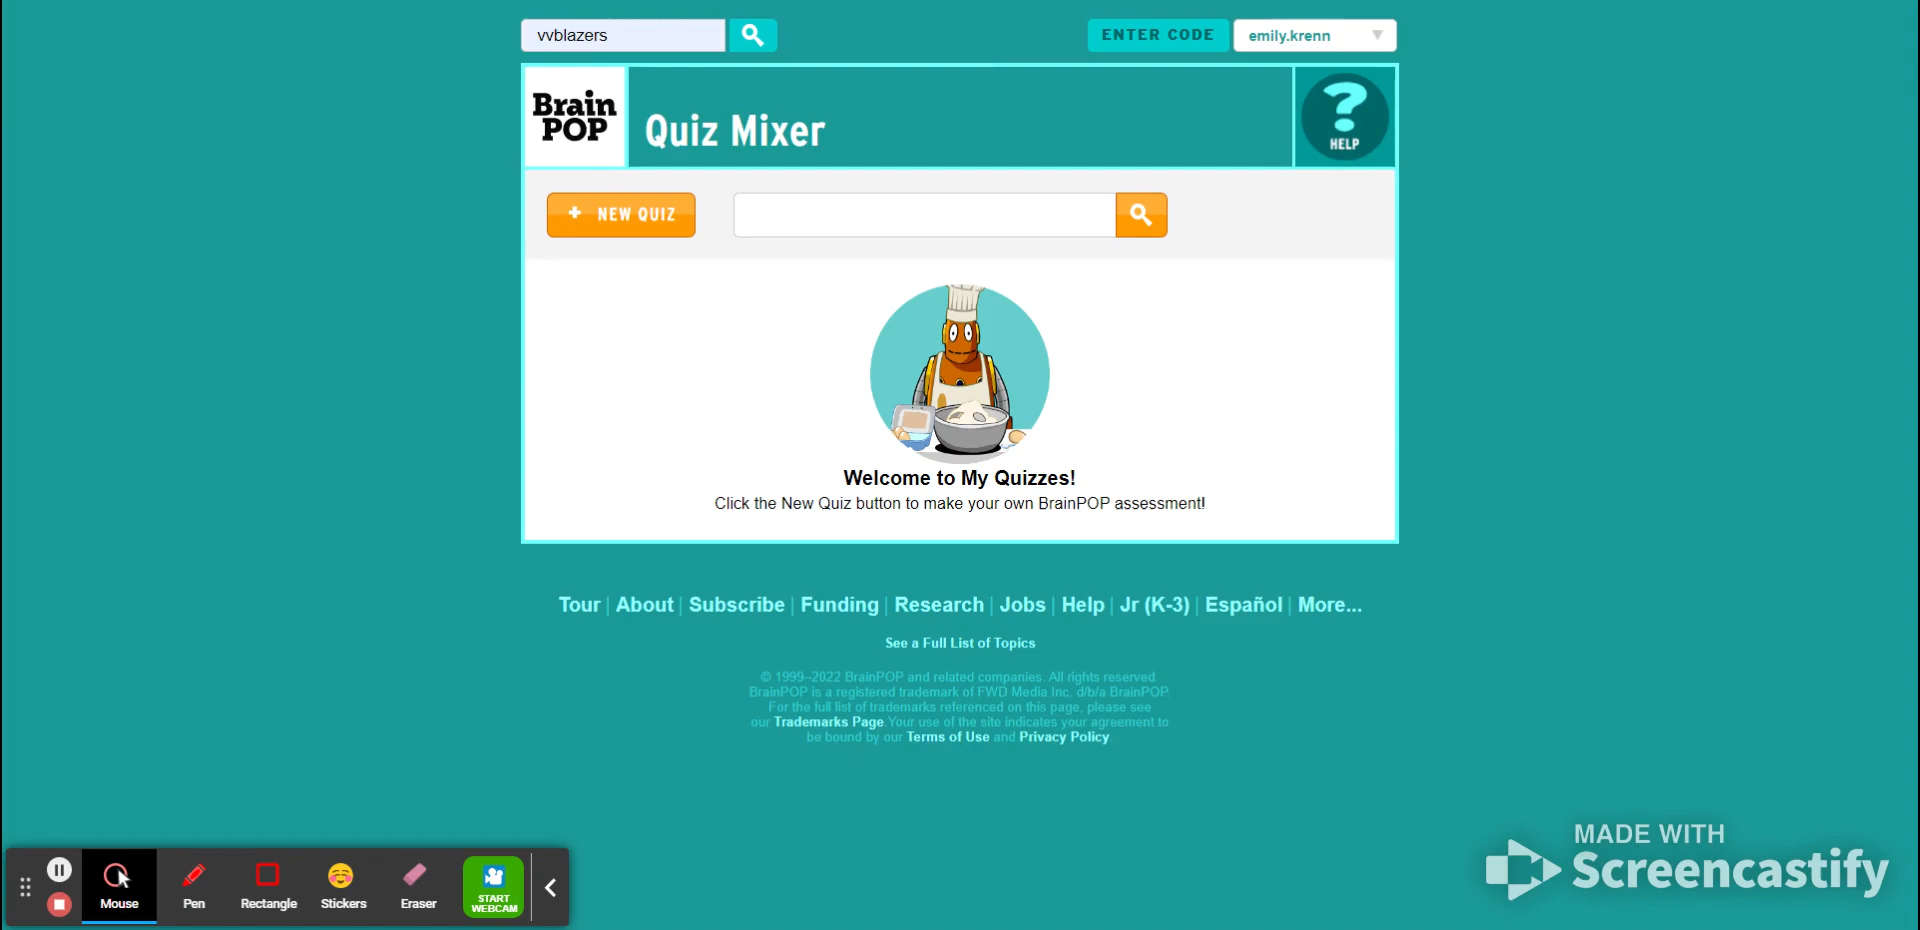 vvblazers
ENTER CODE
emily.krenn
Brain
POP
Quiz Mixer
?
HELP
+ NEW QUIZ
Welcome to My Quizzes!
Click the New Quiz button to make your own BrainPOP assessment!
Tour | About | Subscribe | Funding | Research | Jobs | Help | Jr (K-3) | Español | More...
See a Full List of Topics
© 1999–2022 BrainPOP and related companies. All rights reserved.
BrainPOP is a registered trademark of FWD Media Inc. d/b/a BrainPOP.
For the full list of trademarks referenced on this page, please see
our Trademarks Page.Your use of the site indicates your agreement to
be bound by our Terms of Use and Privacy Policy.
Mouse
Pen
Rectangle
Stickers
Eraser
START
WEBCAM
MADE WITH
Screencastify